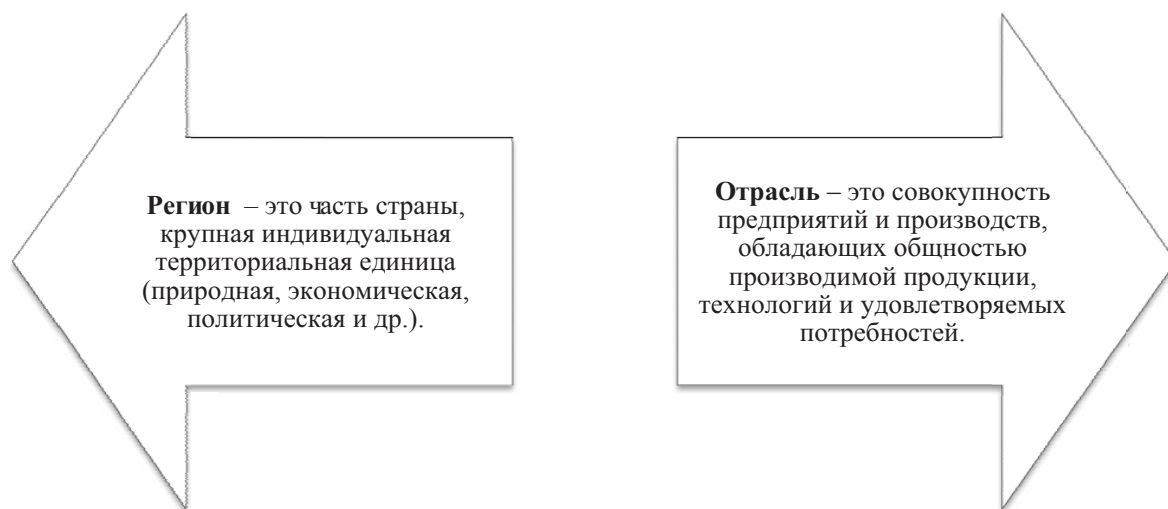 Регион – это часть страны,
крупная индивидуальная
территориальная единица
(природная, экономическая,
политическая и др.).
Отрасль – это совокупность
предприятий и производств,
обладающих общностью
производимой продукции,
технологий и удовлетворяемых
потребностей.